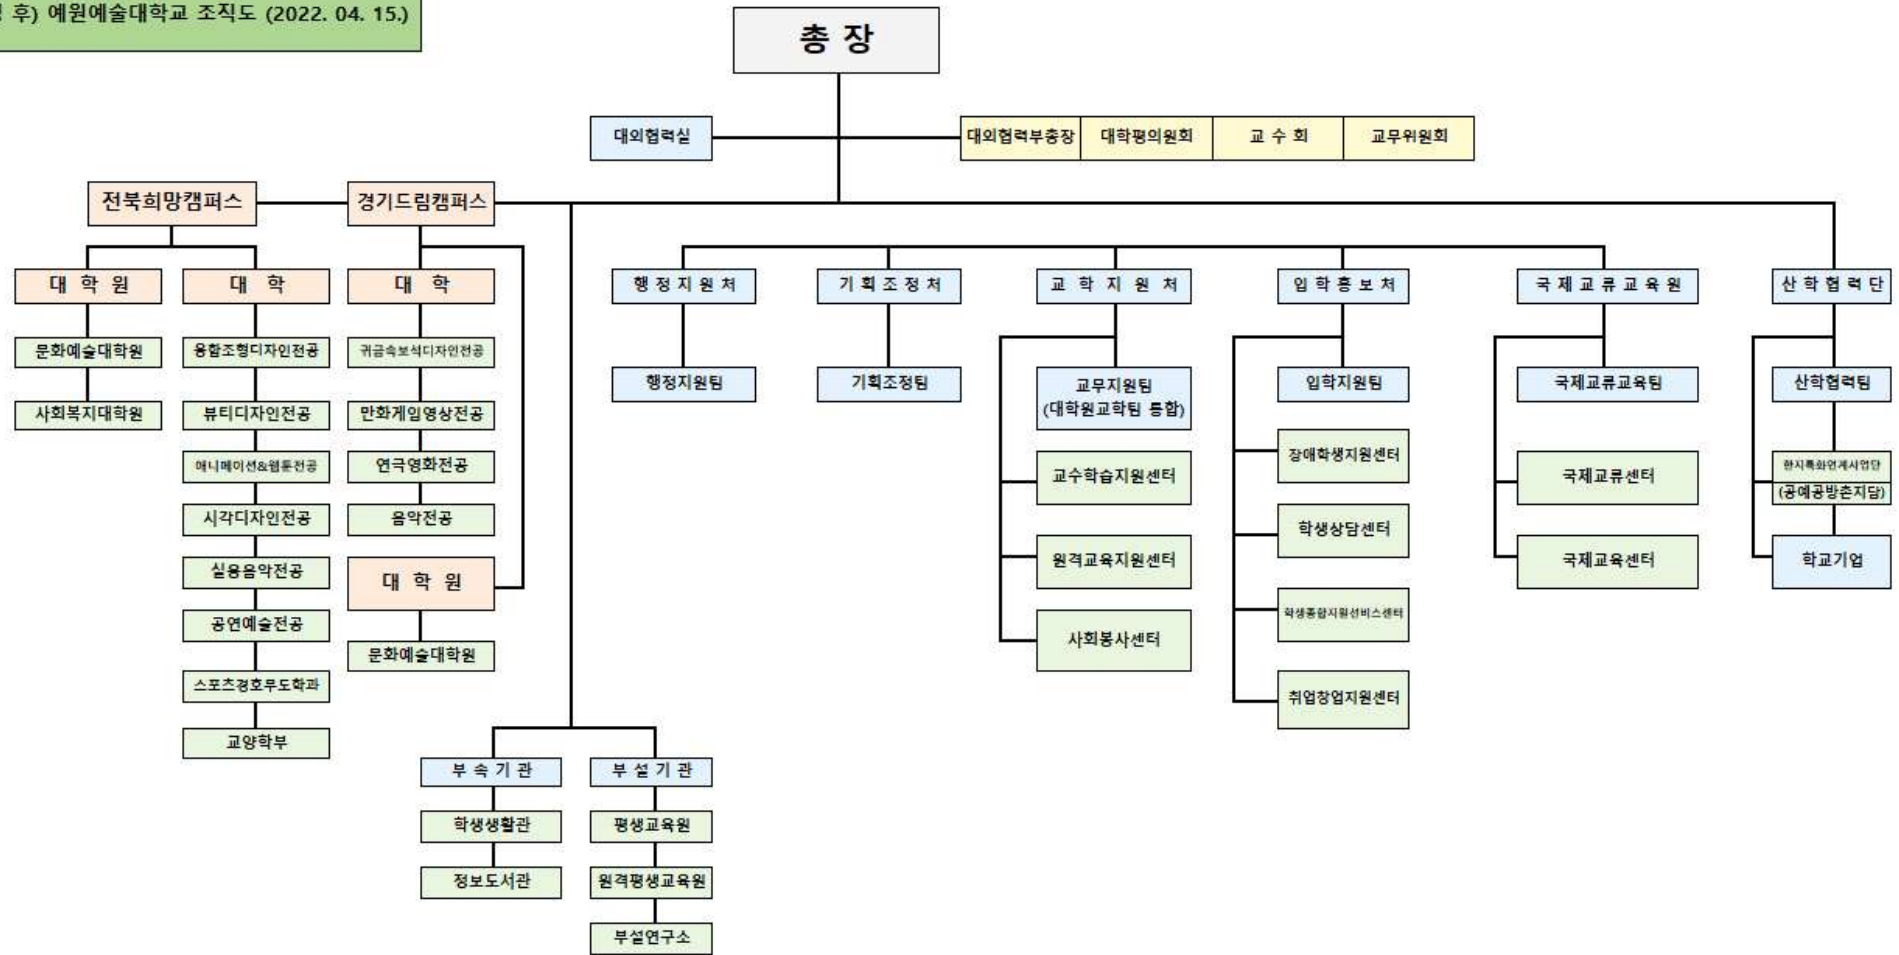 후) 예원예술대학교 조직도 (2022. 04. 15.)
총 장
대외협력실
대외협력부총장 대학평의원회 교 수 회 교무위원회
전북희망캠퍼스 경기드림캠퍼스
대 학 원 대 학 대 학 행 정 지 원 처 기 획 조 정 처 교 학 지 원 처 입 학 홍 보 처 국 제 교 류 교 육 원 산 학 협 력 단
문화예술대학원
사회복지대학원
융합조형디자인전공
뷰티디자인전공
애니메이션&웹툰전공
시각디자인전공
실용음악전공
공연예술전공
스포츠경호무도학과
교양학부
귀금속보석디자인전공
만화게임영상전공
연극영화전공
음악전공
대 학 원
문화예술대학원
부 속 기 관
학생생활관
정보도서관
부 설 기 관
평생교육원
원격평생교육원
부설연구소
행정지원팀
기획조정팀
교무지원팀
(대학원교학팀 통합)
교수학습지원센터
원격교육지원센터
사회봉사센터
입학지원팀
장애학생지원센터
학생상담센터
학생종합지원선비스센터
취업창업지원센터
국제교류교육팀
국제교류센터
국제교육센터
산학협력팀
한지특화연계사업단
(공예공방촌지담)
학교기업